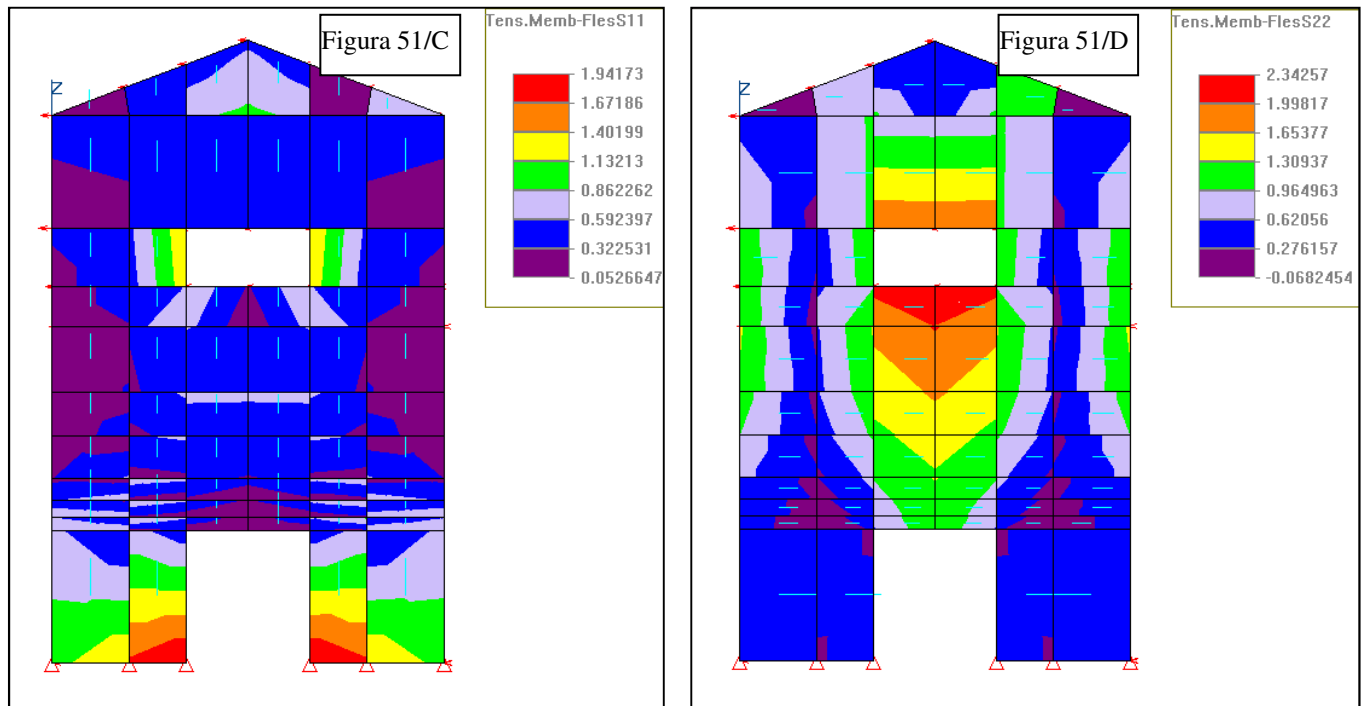 Tens.Memb-FlesS11
Figura 51/C
Z
1.94173
1.67186
1.40199
1.13213
0.862262
0.592397
0.322531
0.0526647
Tens.Memb-FlesS22
Figura 51/D
Z
2.34257
1.99817
1.65377
1.30937
0.964963
0.62056
0.276157
-0.0682454